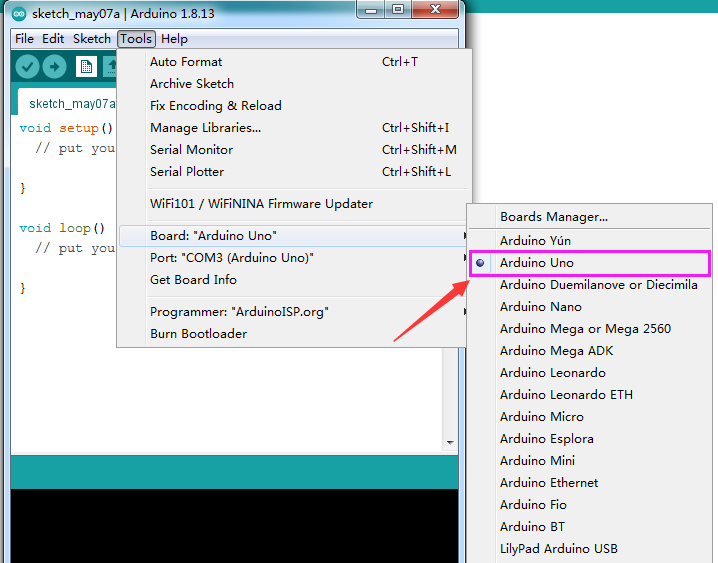 sketch_may07a | Arduino 1.8.13
File Edit Sketch Tools Help
sketch_may07a
void setup()
// put you
}
void loop()
// put you
}
Auto Format Ctrl+T
Archive Sketch
Fix Encoding & Reload
Manage Libraries... Ctrl+Shift+I
Serial Monitor Ctrl+Shift+M
Serial Plotter Ctrl+Shift+L
WiFi101 / WiFiNINA Firmware Updater
Board: "Arduino Uno"
Port: "COM3 (Arduino Uno)"
Get Board Info
Programmer: "ArduinoISP.org"
Burn Bootloader
Boards Manager...
Arduino Yún
Arduino Uno
Arduino Duemilanove or Diecimila
Arduino Nano
Arduino Mega or Mega 2560
Arduino Mega ADK
Arduino Leonardo
Arduino Leonardo ETH
Arduino Micro
Arduino Esplora
Arduino Mini
Arduino Ethernet
Arduino Fio
Arduino BT
LilyPad Arduino USB